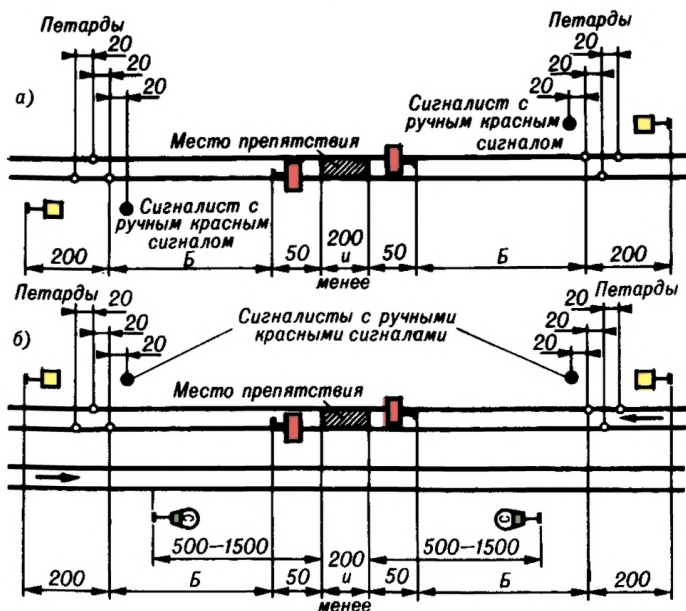 Петарды
20
20
20
а)
Место препятствия
Сигналист с
ручным красным
сигналом
20
20
20
Сигналист с
ручным красным
сигналом
200
Б
50
200
и
менее
50
Б
200
Петарды
20
20
20
б)
Сигналисты с ручными
красными сигналами
Место препятствия
Петарды
20
20
20
С
С
500–1500
500–1500
200
Б
50
200
и
менее
50
Б
200